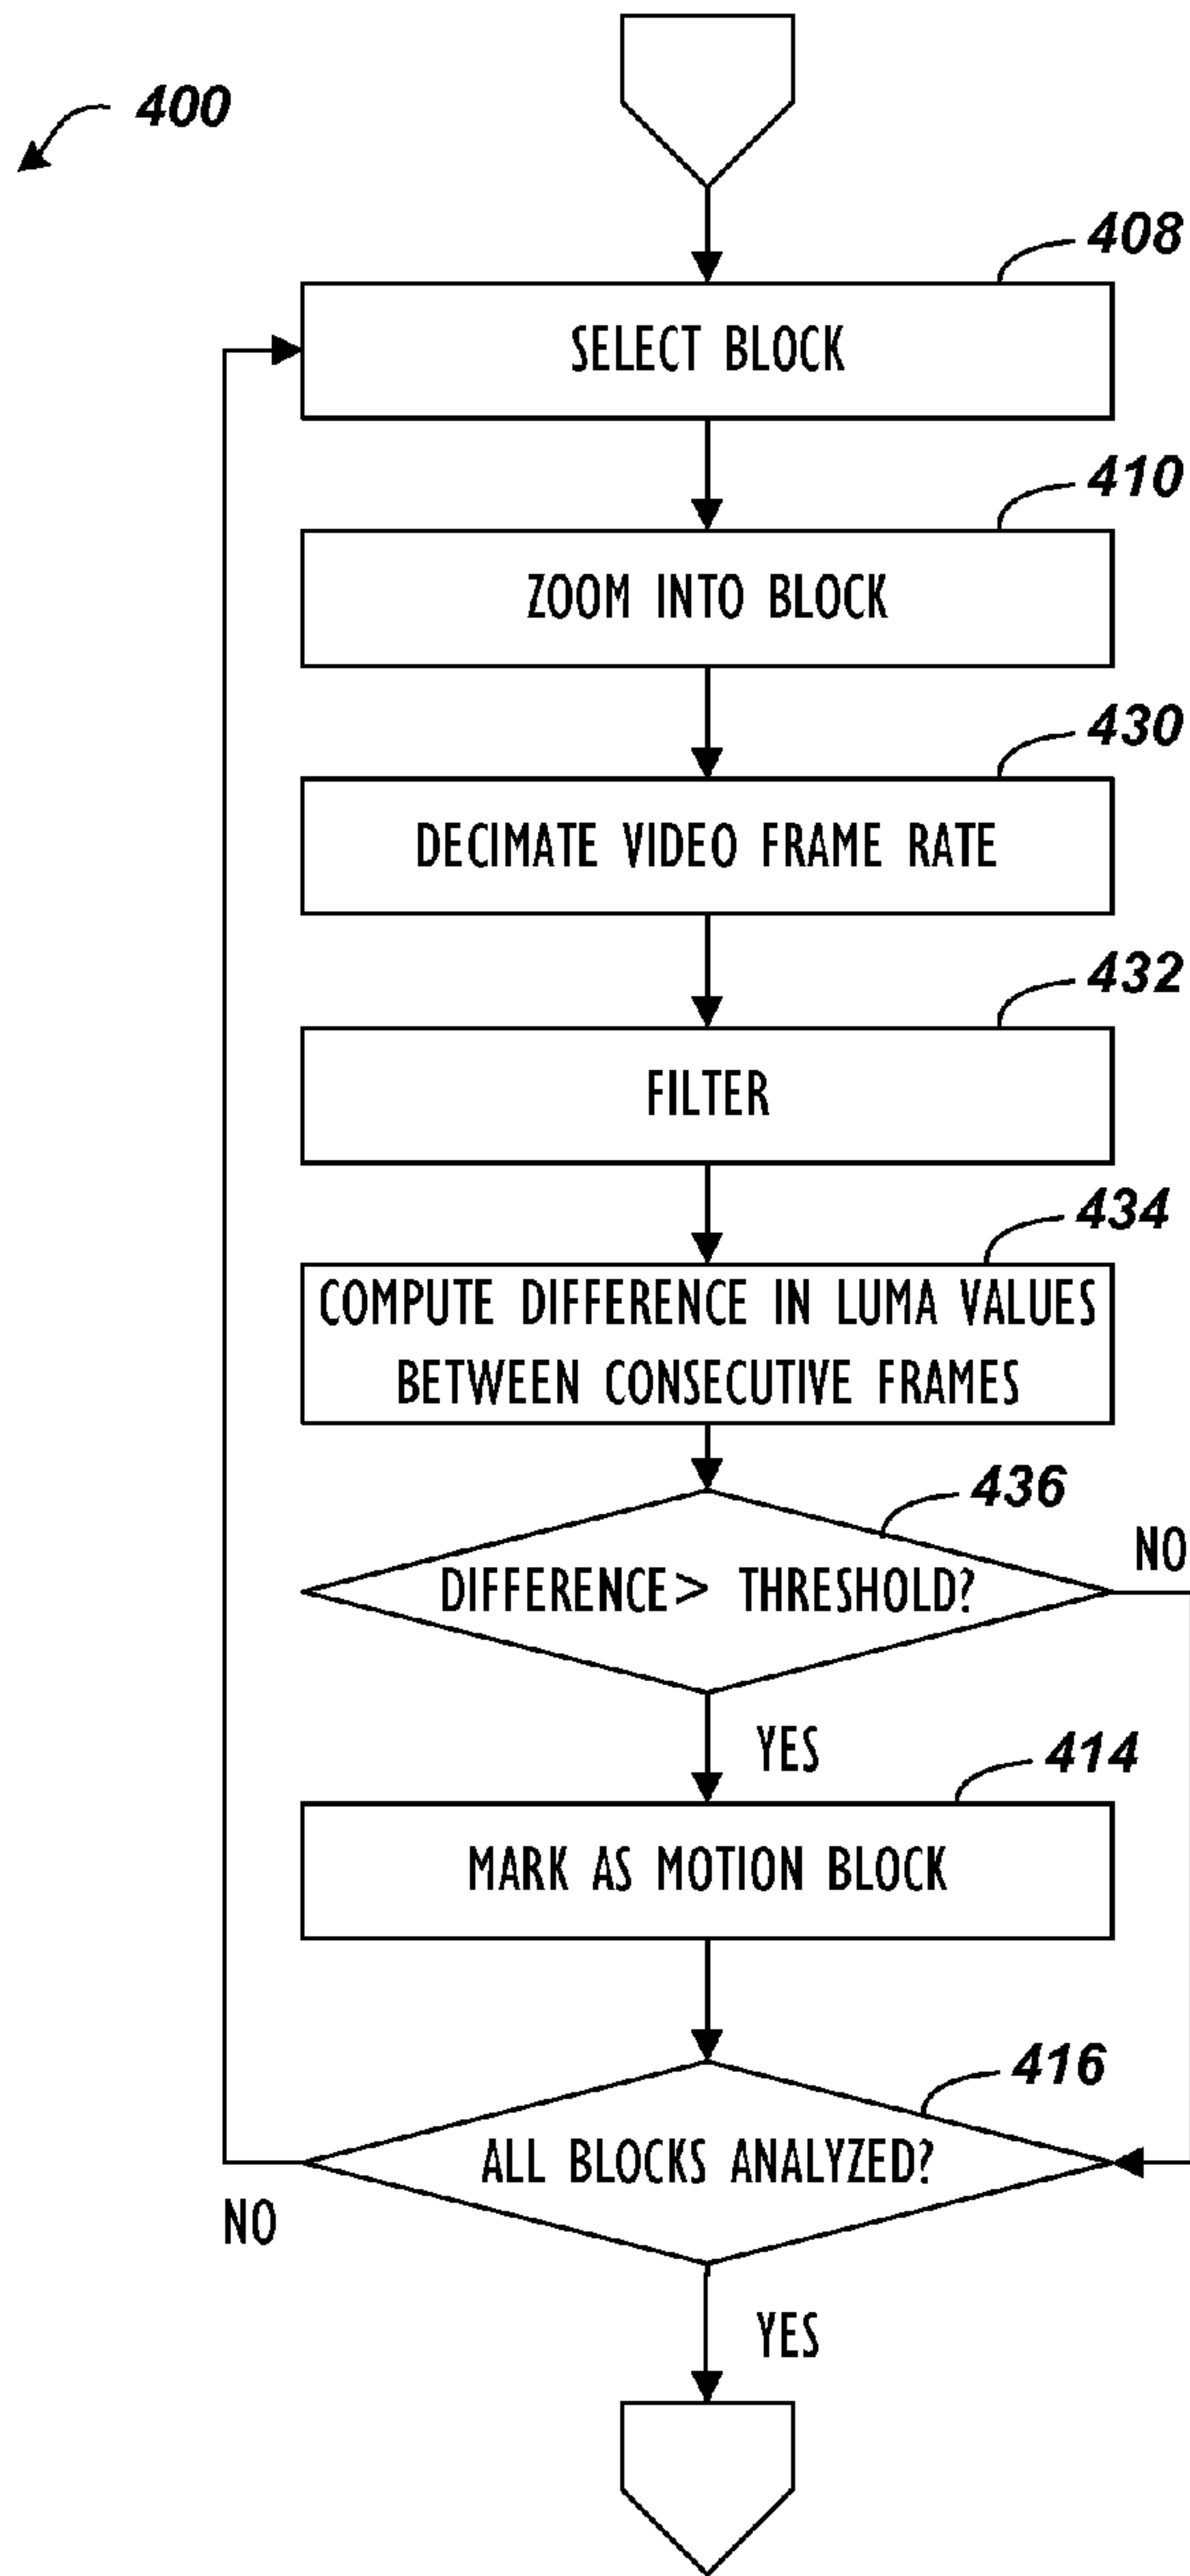 400
408
SELECT BLOCK
410
ZOOM INTO BLOCK
430
DECIMATE VIDEO FRAME RATE
432
FILTER
434
COMPUTE DIFFERENCE IN LUMA VALUES
BETWEEN CONSECUTIVE FRAMES
436
NO
DIFFERENCE> THRESHOLD?
YES
414
MARK AS MOTION BLOCK
416
ALL BLOCKS ANALYZED?
NO
YES